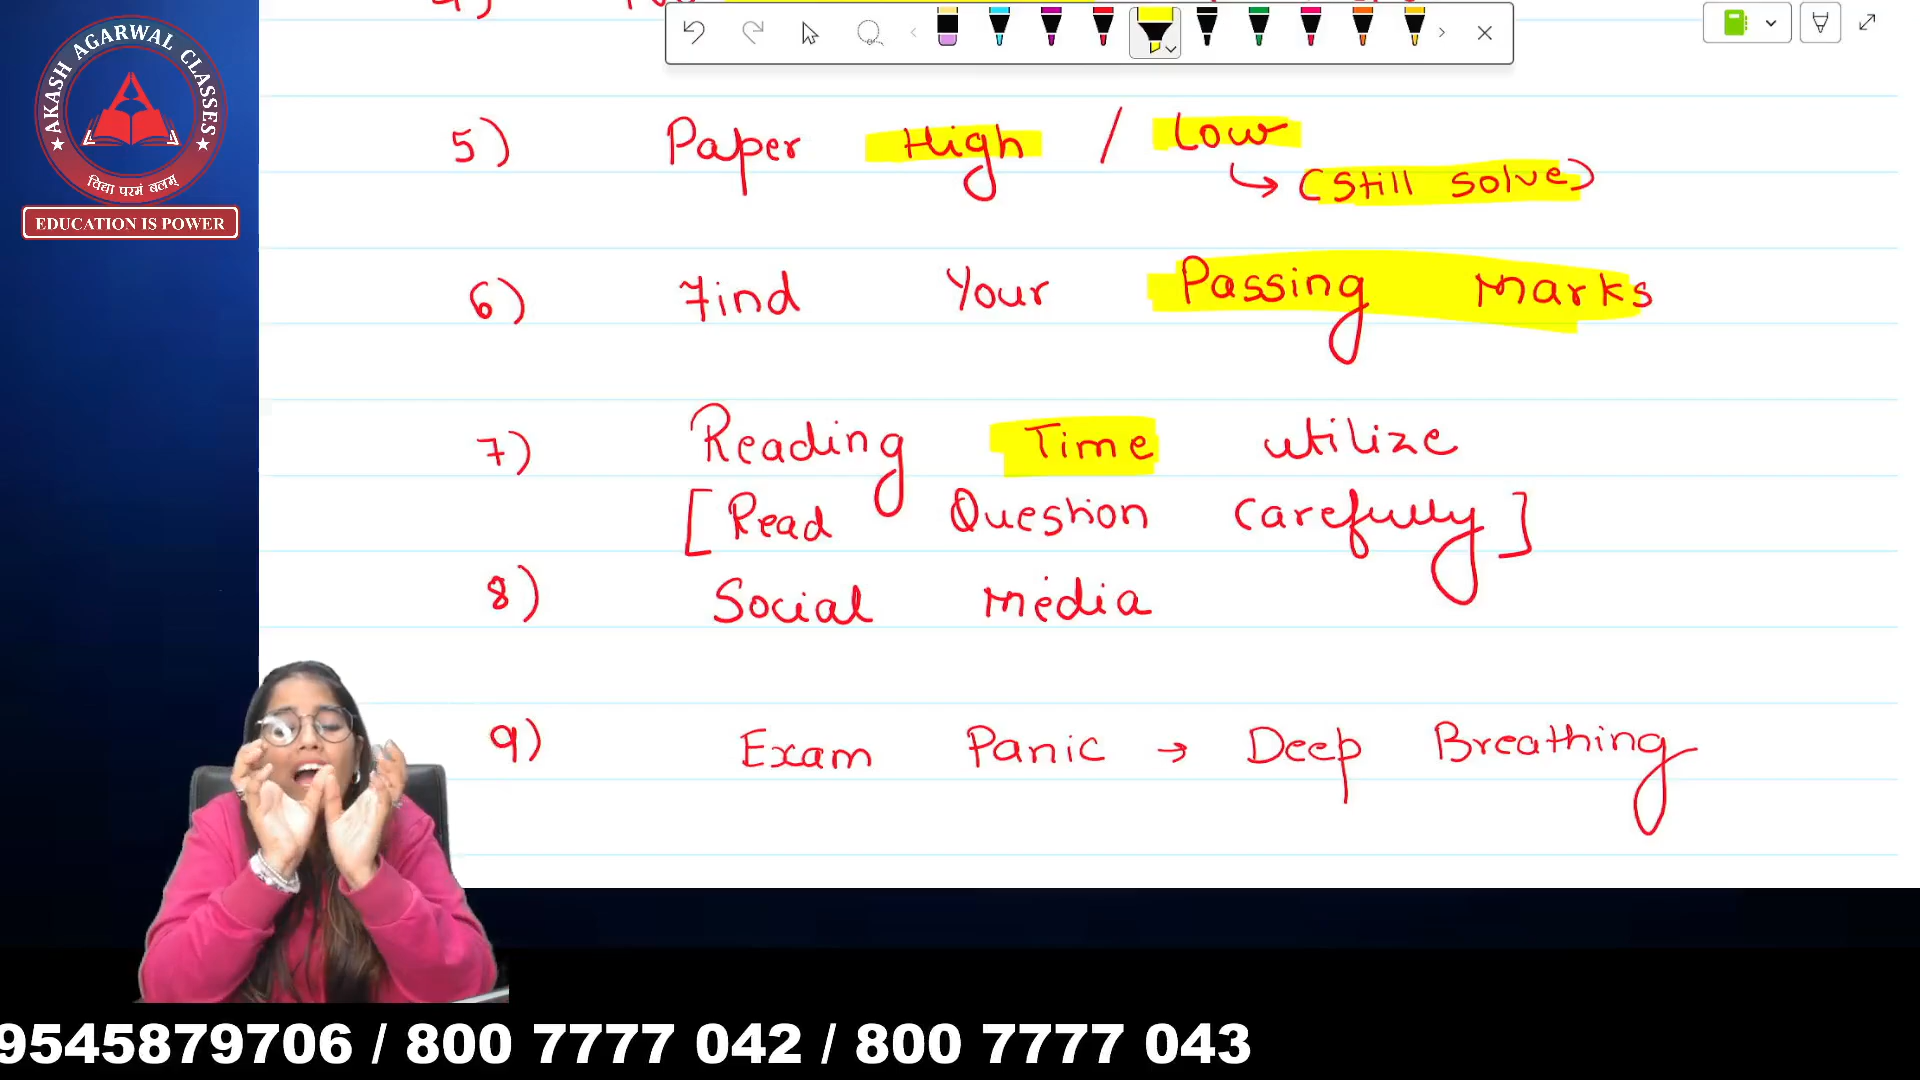 AKASH AGARWAL CLASSES
विद्या परमं बलम्
EDUCATION IS POWER
4)
5) Paper High / Low
↳ (Still Solve)
6) Find Your Passing Marks
7) Reading Time utilize
[Read Question Carefully]
8) Social Media
9) Exam Panic → Deep Breathing
9545879706 / 800 7777 042 / 800 7777 043